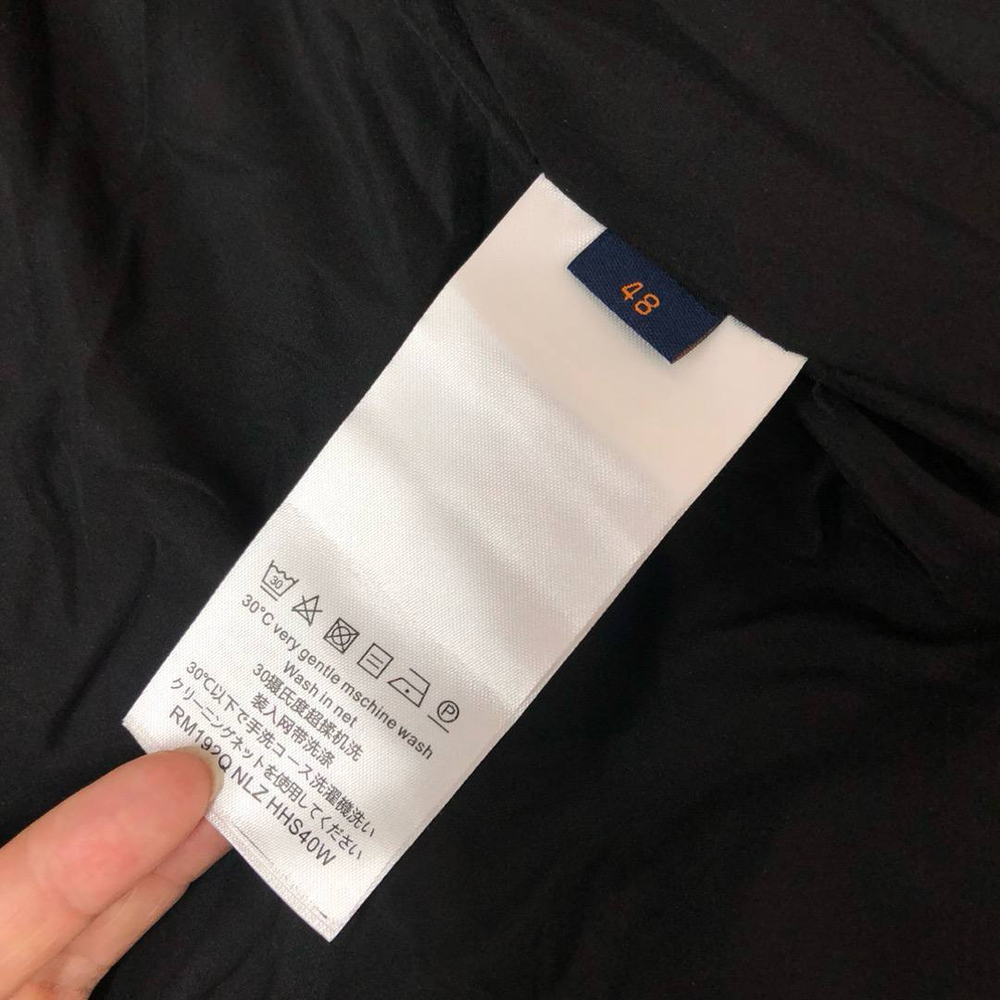 48
30
P
30°C very gentle mschine wash
Wash in net
30摄氏度超揉机洗
装入网带洗涤
30℃以下で手洗コース洗濯機洗い
クリーニングネットを使用してください
RM192Q NLZ HHS40W